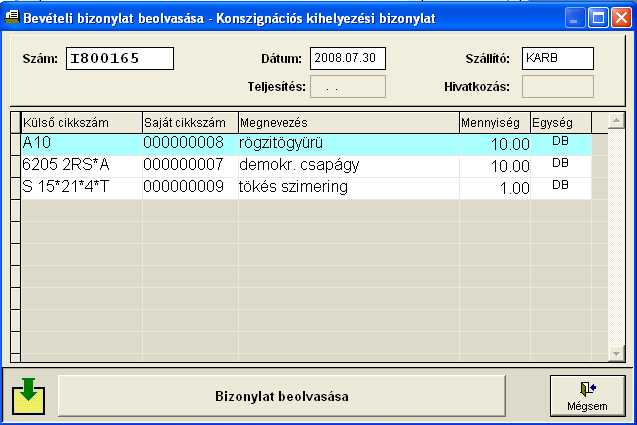 Bevételi bizonylat beolvasása - Konszignációs kihelyezési bizonylat
Szám: I800165 Dátum: 2008.07.30 Szállító: KARB
Teljesítés: . . Hivatkozás:
Külső cikkszám Saját cikkszám Megnevezés Mennyiség Egység
A10 000000008 rögzitögyürü 10.00 DB
6205 2RS*A 000000007 demokr. csapágy 10.00 DB
S 15*21*4*T 000000009 tökés szimering 1.00 DB
Bizonylat beolvasása
Mégsem